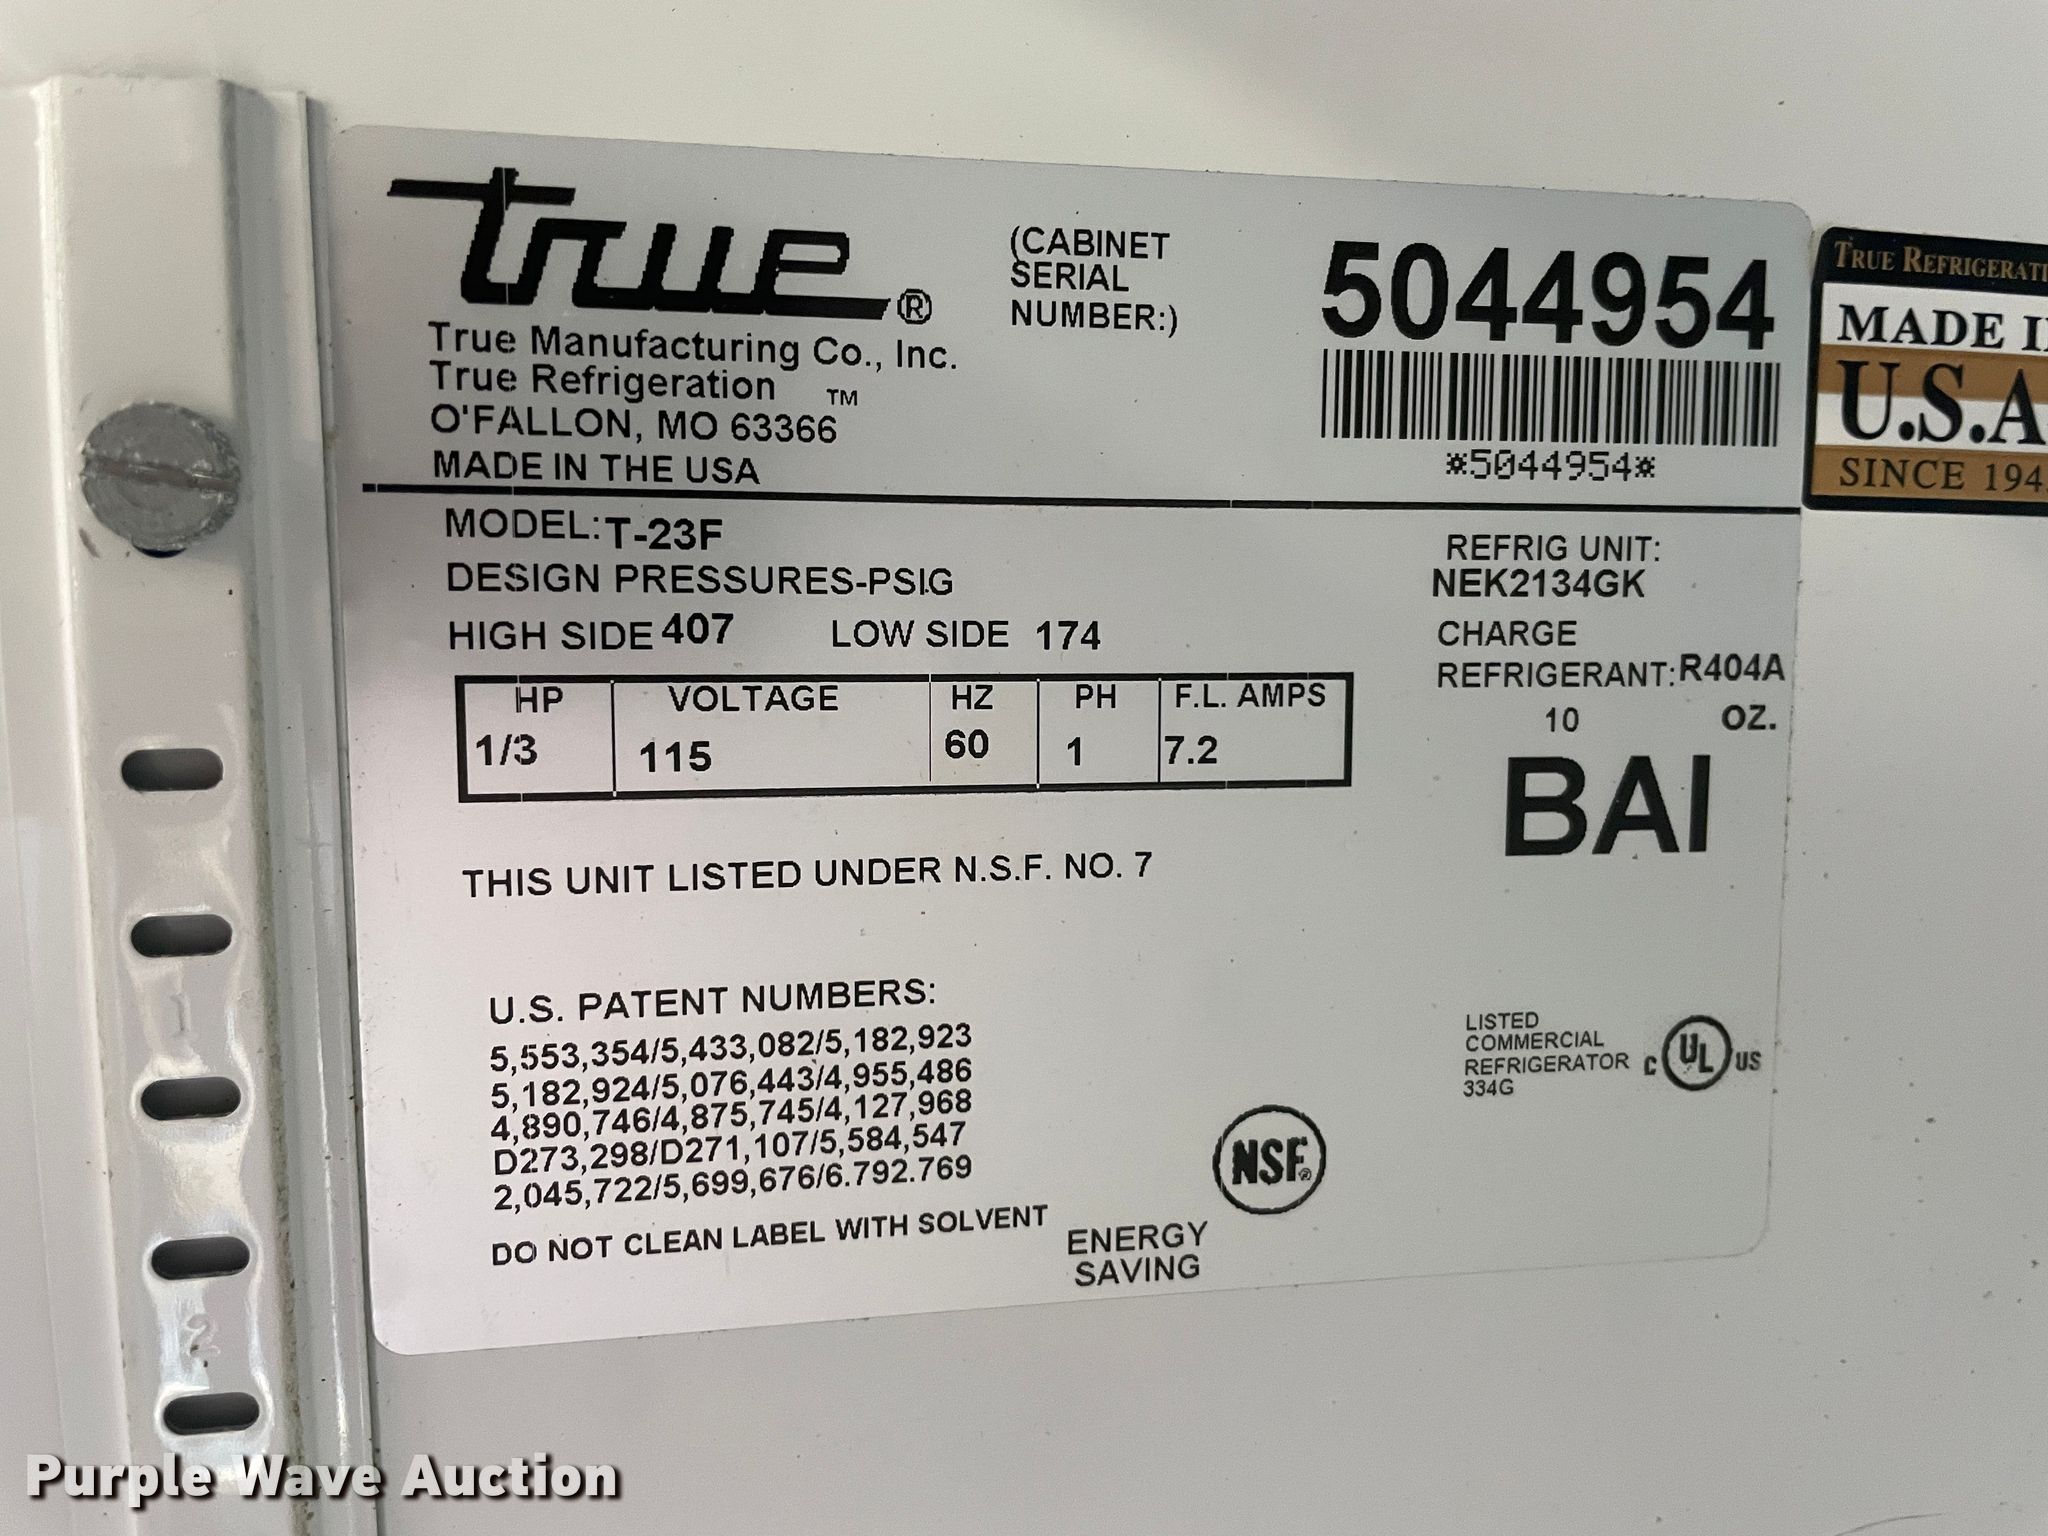 true®
True Manufacturing Co., Inc.
True Refrigeration ™
O'FALLON, MO 63366
MADE IN THE USA
(CABINET
SERIAL
NUMBER:)
5044954
*5044954*
TRUE REFRIGERATI
MADE I
U.S.A
SINCE 194
MODEL: T-23F
DESIGN PRESSURES-PSIG
HIGH SIDE 407 LOW SIDE 174
REFRIG UNIT:
NEK2134GK
CHARGE
REFRIGERANT: R404A
10 OZ.
BAI
HP VOLTAGE HZ PH F.L. AMPS
1/3 115 60 1 7.2
THIS UNIT LISTED UNDER N.S.F. NO. 7
U.S. PATENT NUMBERS:
5,553,354/5,433,082/5,182,923
5,182,924/5,076,443/4,955,486
4,890,746/4,875,745/4,127,968
D273,298/D271,107/5,584,547
2,045,722/5,699,676/6.792.769
DO NOT CLEAN LABEL WITH SOLVENT
ENERGY
SAVING
NSF®
LISTED
COMMERCIAL
REFRIGERATOR
334G
C UL US
1
2
Purple Wave Auction